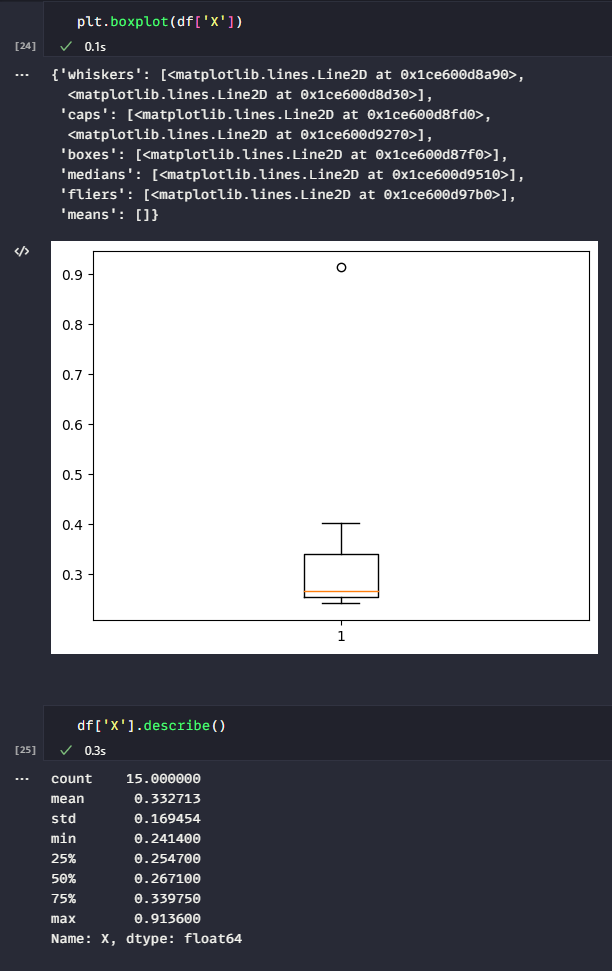 plt.boxplot(df['X'])
[24]
0.1s
{'whiskers': [<matplotlib.lines.Line2D at 0x1ce600d8a90>,
  <matplotlib.lines.Line2D at 0x1ce600d8d30>],
 'caps': [<matplotlib.lines.Line2D at 0x1ce600d8fd0>,
  <matplotlib.lines.Line2D at 0x1ce600d9270>],
 'boxes': [<matplotlib.lines.Line2D at 0x1ce600d87f0>],
 'medians': [<matplotlib.lines.Line2D at 0x1ce600d9510>],
 'fliers': [<matplotlib.lines.Line2D at 0x1ce600d97b0>],
 'means': []}
0.9
0.8
0.7
0.6
0.5
0.4
0.3
1
df['X'].describe()
[25]
0.3s
count    15.000000
mean      0.332713
std       0.169454
min       0.241400
25%       0.254700
50%       0.267100
75%       0.339750
max       0.913600
Name: X, dtype: float64